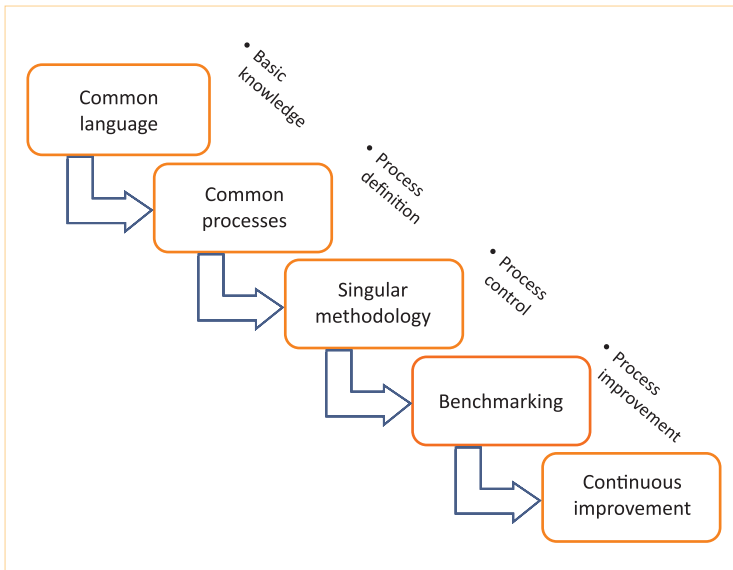 • Basic
knowledge
Common
language
• Process
definition
Common
processes
• Process
control
Singular
methodology
• Process
improvement
Benchmarking
Continuous
improvement